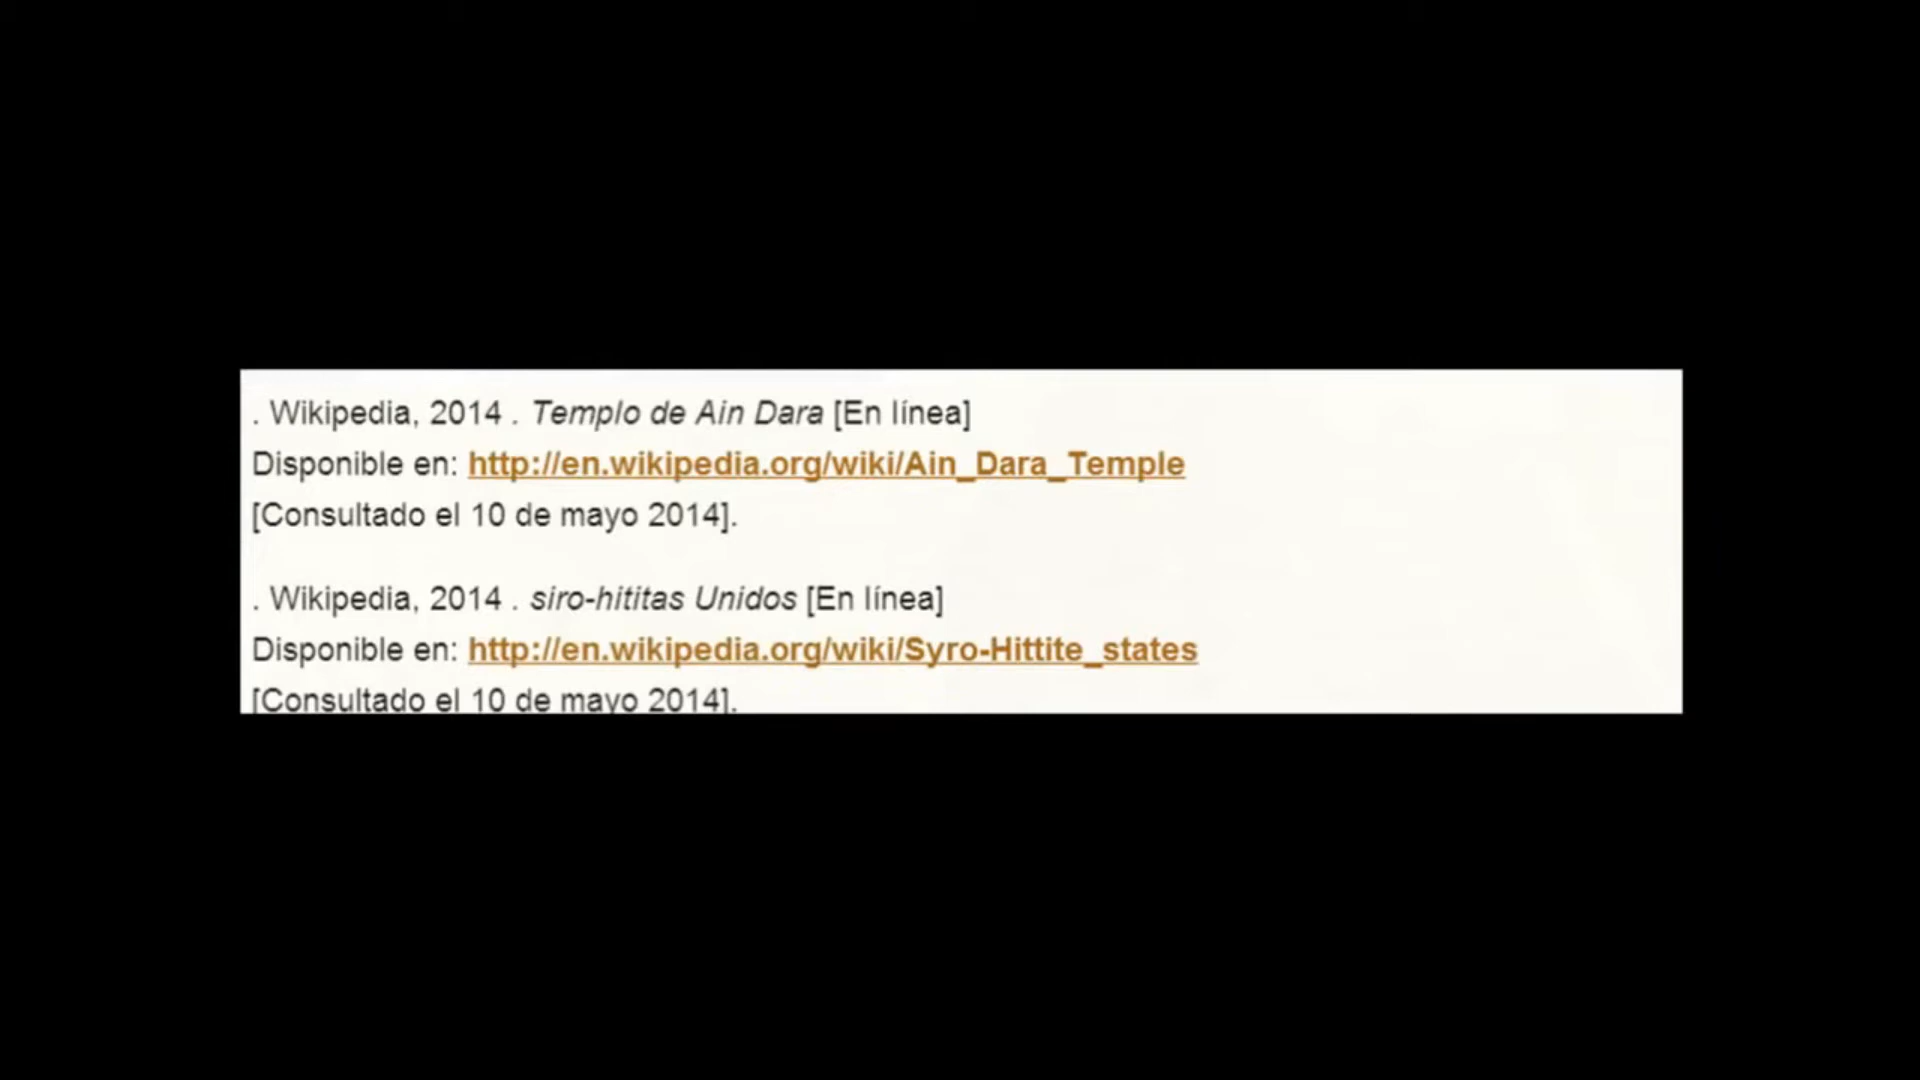 . Wikipedia, 2014 . Templo de Ain Dara [En línea]
Disponible en: http://en.wikipedia.org/wiki/Ain_Dara_Temple
[Consultado el 10 de mayo 2014].
. Wikipedia, 2014 . siro-hititas Unidos [En línea]
Disponible en: http://en.wikipedia.org/wiki/Syro-Hittite_states
[Consultado el 10 de mayo 2014].